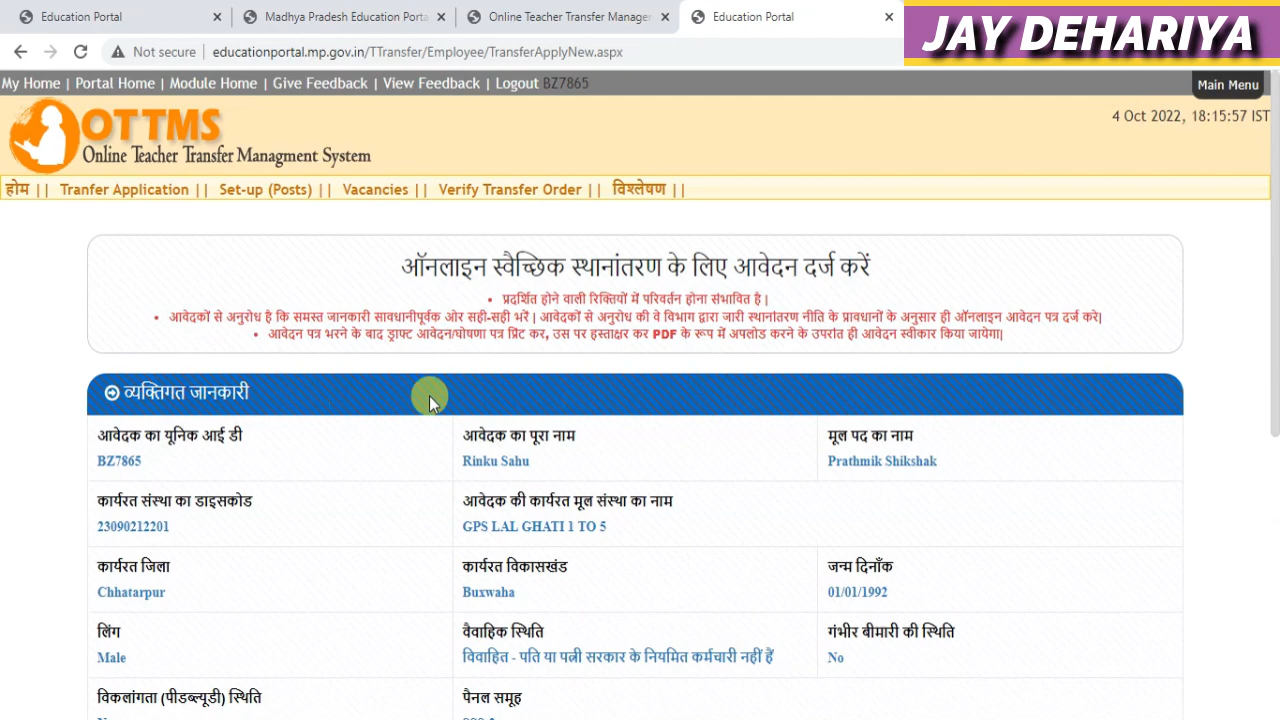 Education Portal
Madhya Pradesh Education Porta
Online Teacher Transfer Manager
Education Portal
JAY DEHARIYA
Not secure | educationportal.mp.gov.in/TTransfer/Employee/TransferApplyNew.aspx
My Home | Portal Home | Module Home | Give Feedback | View Feedback | Logout BZ7865
Main Menu
OTTMS
Online Teacher Transfer Managment System
4 Oct 2022, 18:15:57 IST
होम || Tranfer Application || Set-up (Posts) || Vacancies || Verify Transfer Order || विश्लेषण ||
ऑनलाइन स्वैच्छिक स्थानांतरण के लिए आवेदन दर्ज करें
• प्रदर्शित होने वाली रिक्तियों में परिवर्तन होना संभावित है |
• आवेदकों से अनुरोध है कि समस्त जानकारी सावधानीपूर्वक ओर सही-सही भरें | आवेदकों से अनुरोध की वे विभाग द्वारा जारी स्थानांतरण नीति के प्रावधानों के अनुसार ही ऑनलाइन आवेदन पत्र दर्ज करे|
• आवेदन पत्र भरने के बाद ड्राफ्ट आवेदन/घोषणा पत्र प्रिंट कर, उस पर हस्ताक्षर कर PDF के रूप में अपलोड करने के उपरांत ही आवेदन स्वीकार किया जायेगा|
व्यक्तिगत जानकारी
आवेदक का यूनिक आई डी
BZ7865
आवेदक का पूरा नाम
Rinku Sahu
मूल पद का नाम
Prathmik Shikshak
कार्यरत संस्था का डाइसकोड
23090212201
आवेदक की कार्यरत मूल संस्था का नाम
GPS LAL GHATI 1 TO 5
कार्यरत जिला
Chhatarpur
कार्यरत विकासखंड
Buxwaha
जन्म दिनाँक
01/01/1992
लिंग
Male
वैवाहिक स्थिति
विवाहित - पति या पत्नी सरकार के नियमित कर्मचारी नहीं हैं
गंभीर बीमारी की स्थिति
No
विकलांगता (पीडब्ल्यूडी) स्थिति
पैनल समूह